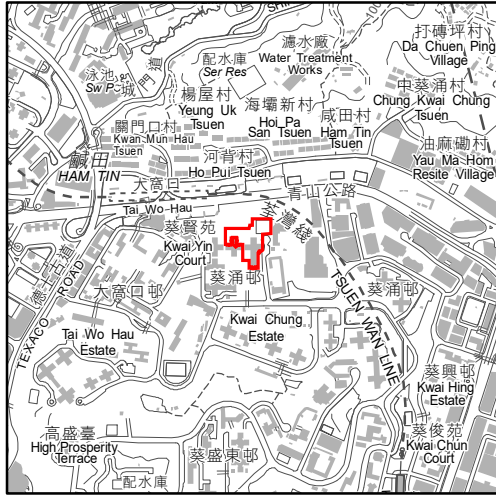 打磚坪村
Da Chuen Ping
Village
濾水廠
Water Treatment
Works
配水庫
Ser Res
泳池
Sw P
城
門
道
楊屋村
Yeung Uk
Tsuen
海壩新村
Hoi Pa
San Tsuen
咸田村
Ham Tin
Tsuen
中葵涌村
Chung Kwai Chung
Tsuen
關門口村
Kwan Mun Hau
Tsuen
油麻磡村
Yau Ma Hom
Resite Village
鹹田
HAM TIN
河背村
Ho Pui Tsuen
大窩口
Tai Wo Hau
青山公路
荃灣綫
TSUEN WAN LINE
葵賢苑
Kwai Yin
Court
德士古道
TEXACO ROAD
大窩口邨
Tai Wo Hau
Estate
葵涌邨
葵涌邨
Kwai Chung
Estate
葵興邨
Kwai Hing
Estate
葵俊苑
Kwai Chun
Court
高盛臺
High Prosperity
Terrace
葵盛東邨
配水庫